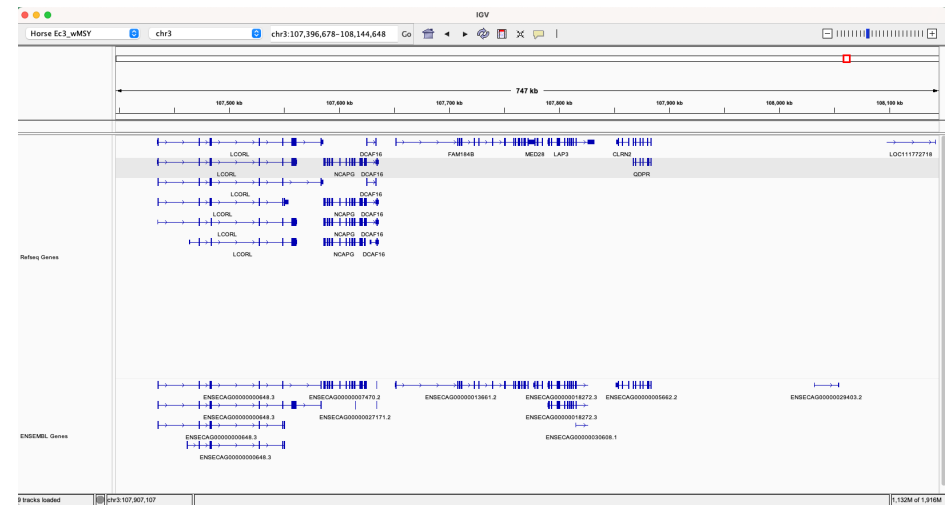 IGV
Horse Ec3_wMSY chr3 chr3:107,396,678-108,144,648 Go
747 kb
107,500 kb 107,600 kb 107,700 kb 107,800 kb 107,900 kb 108,000 kb 108,100 kb
LCORL DCAF16 FAM184B MED28 LAP3 CLRN2 LOC111772718
LCORL NCAPG DCAF16 QDPR
LCORL DCAF16
LCORL NCAPG DCAF16
LCORL NCAPG DCAF16
LCORL NCAPG DCAF16
Refseq Genes
ENSECAG00000000648.3 ENSECAG00000007470.2 ENSECAG00000013661.2 ENSECAG00000018272.3 ENSECAG00000005662.2 ENSECAG00000029403.2
ENSECAG00000000648.3 ENSECAG00000027171.2 ENSECAG00000018272.3
ENSEMBL Genes
ENSECAG00000000648.3 ENSECAG00000030608.1
ENSECAG00000000648.3
9 tracks loaded chr3:107,907,107 1,132M of 1,916M